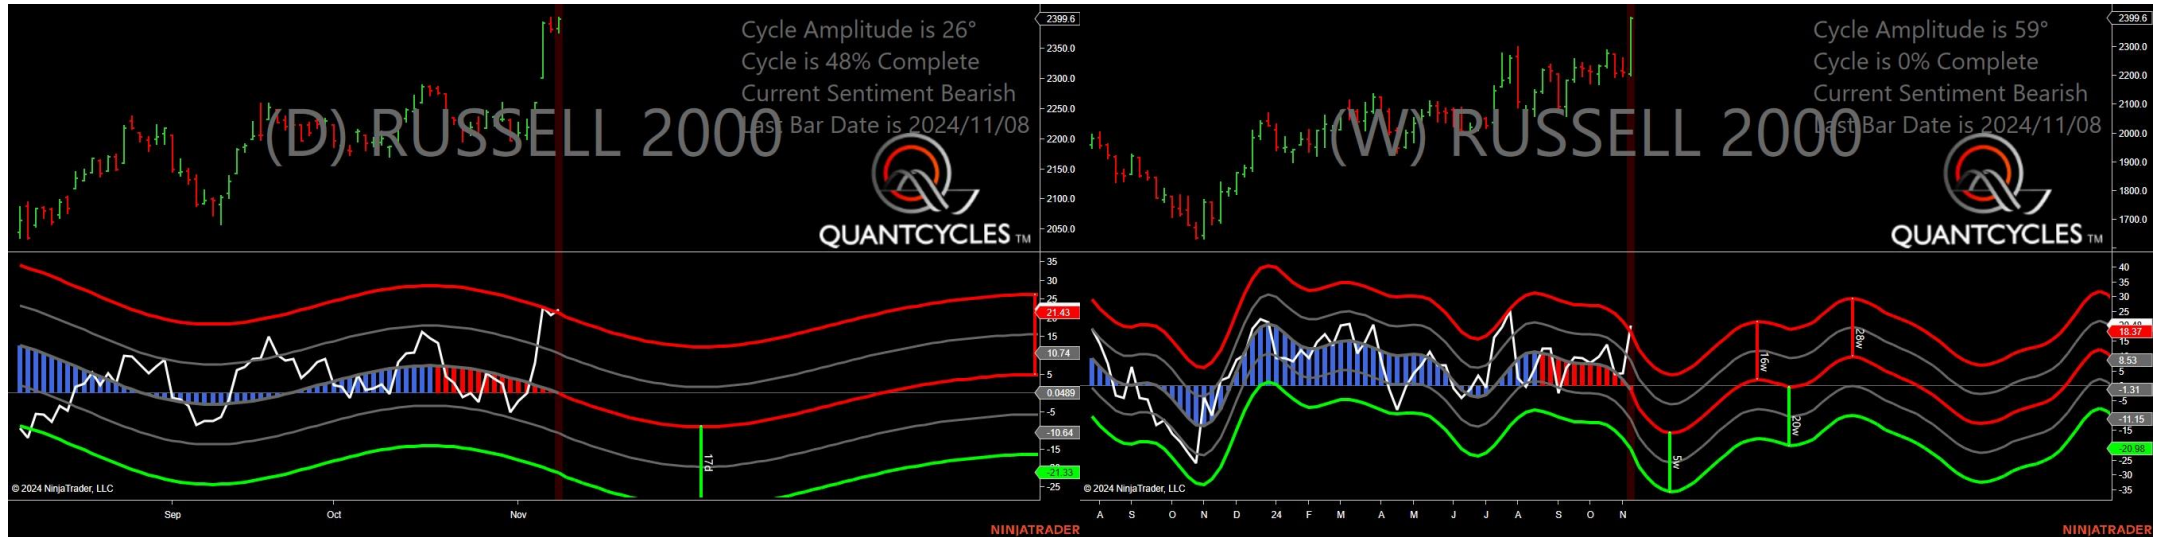 Cycle Amplitude is 26°
Cycle is 48% Complete
Current Sentiment Bearish
Last Bar Date is 2024/11/08
(D) RUSSELL 2000
QUANTCYCLES TM
2399.6
2350.0
2300.0
2250.0
2200.0
2150.0
2100.0
2050.0
35
30
25
21.43
15
10.74
5
0.0489
-5
-10.64
-15
-21.33
-25
17d
© 2024 NinjaTrader, LLC
Sep
Oct
Nov
NINJATRADER
Cycle Amplitude is 59°
Cycle is 0% Complete
Current Sentiment Bearish
Last Bar Date is 2024/11/08
(W) RUSSELL 2000
QUANTCYCLES TM
2399.6
2300.0
2200.0
2100.0
2000.0
1900.0
1800.0
1700.0
40
35
30
25
18.37
15
8.53
5
-1.31
-5
-11.15
-15
-20.98
-25
-30
-35
5w
16w
20w
28w
© 2024 NinjaTrader, LLC
A S O N D 24 F M A M J J A S O N
NINJATRADER